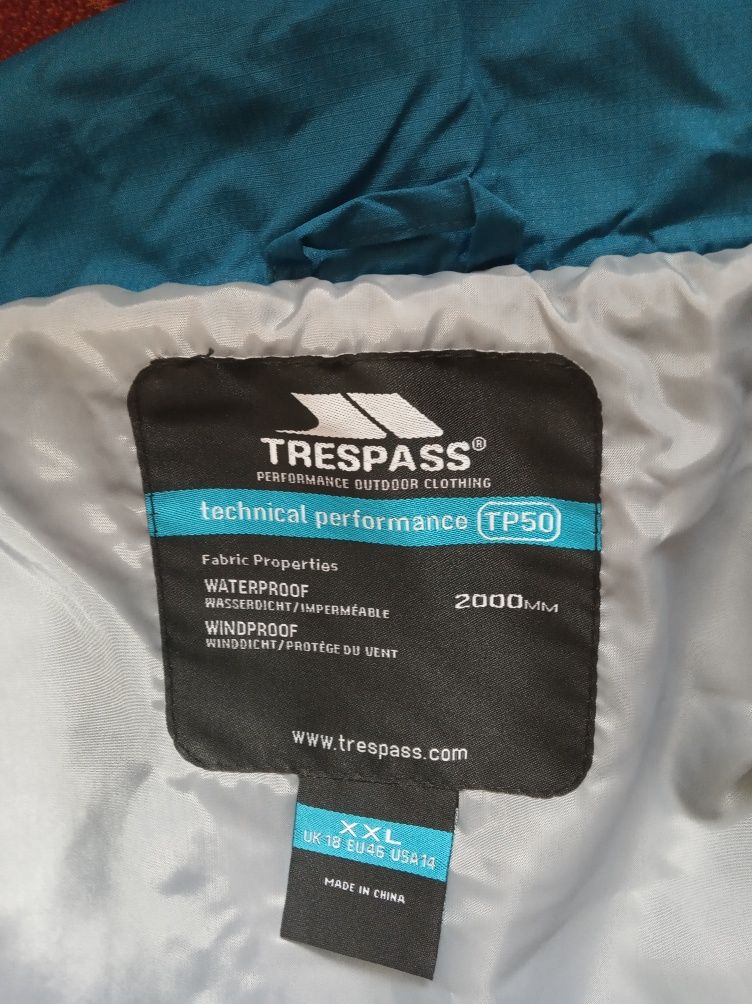 TRESPASS®
PERFORMANCE OUTDOOR CLOTHING
technical performance TP50
Fabric Properties
WATERPROOF 2000MM
WASSERDICHT/IMPERMÉABLE
WINDPROOF
WINDDICHT/PROTÈGE DU VENT
www.trespass.com
XXL
UK 18 EU46 USA14
MADE IN CHINA